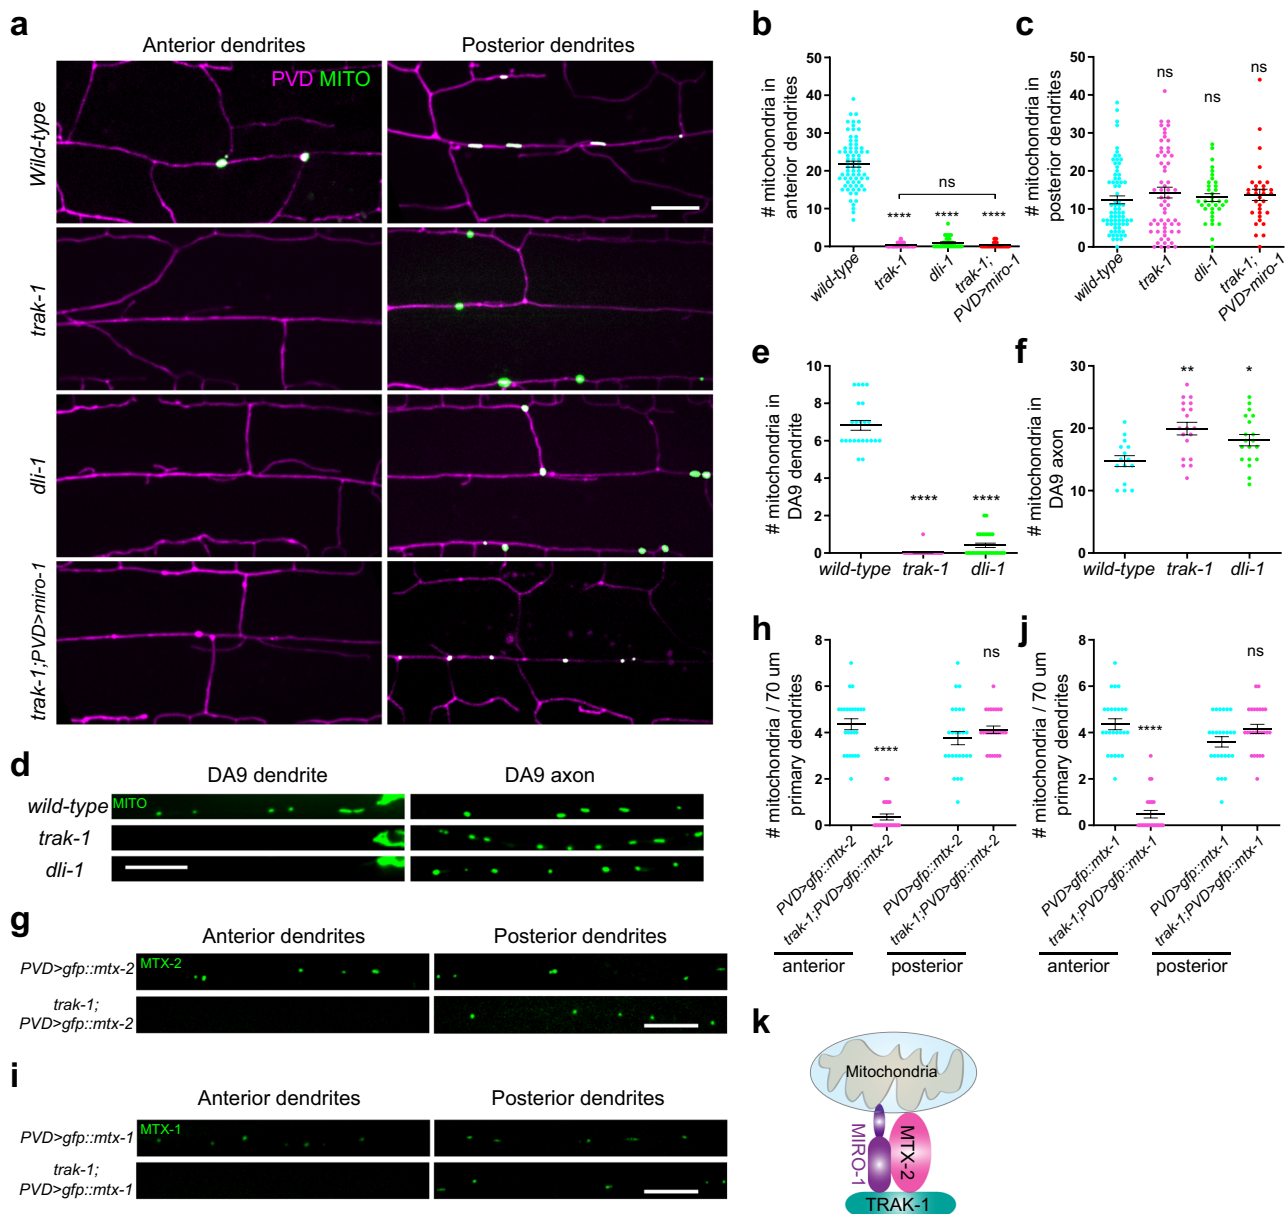 a
Anterior dendrites
Posterior dendrites
PVD MITO
Wild-type
trak-1
dli-1
trak-1;PVD>miro-1
b
# mitochondria in
anterior dendrites
50
40
30
20
10
0
ns
**** **** ****
wild-type
trak-1
dli-1
trak-1;
PVD>miro-1
c
# mitochondria in
posterior dendrites
50
40
30
20
10
0
ns
ns
ns
wild-type
trak-1
dli-1
trak-1;
PVD>miro-1
d
DA9 dendrite
DA9 axon
wild-type
MITO
trak-1
dli-1
e
# mitochondria in
DA9 dendrite
10
8
6
4
2
0
**** ****
wild-type trak-1 dli-1
f
# mitochondria in
DA9 axon
30
20
10
0
** *
wild-type trak-1 dli-1
g
Anterior dendrites
Posterior dendrites
PVD>gfp::mtx-2
MTX-2
trak-1;
PVD>gfp::mtx-2
h
# mitochondria / 70 um
primary dendrites
8
6
4
2
0
****
ns
PVD>gfp::mtx-2
trak-1;PVD>gfp::mtx-2
PVD>gfp::mtx-2
trak-1;PVD>gfp::mtx-2
anterior
posterior
i
Anterior dendrites
Posterior dendrites
PVD>gfp::mtx-1
MTX-1
trak-1;
PVD>gfp::mtx-1
j
# mitochondria / 70 um
primary dendrites
8
6
4
2
0
****
ns
PVD>gfp::mtx-1
trak-1;PVD>gfp::mtx-1
PVD>gfp::mtx-1
trak-1;PVD>gfp::mtx-1
anterior
posterior
k
Mitochondria
MIRO-1
MTX-2
TRAK-1